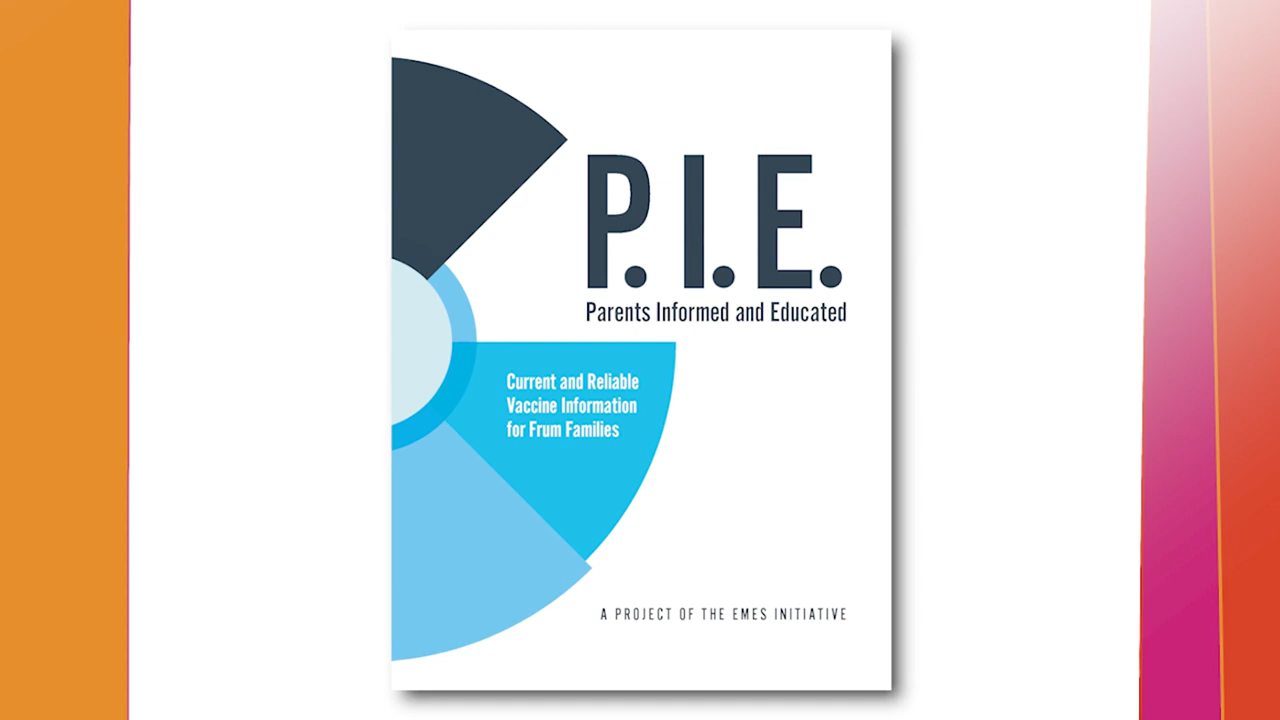 P.I.E.
Parents Informed and Educated
Current and Reliable
Vaccine Information
for Frum Families
A PROJECT OF THE EMES INITIATIVE